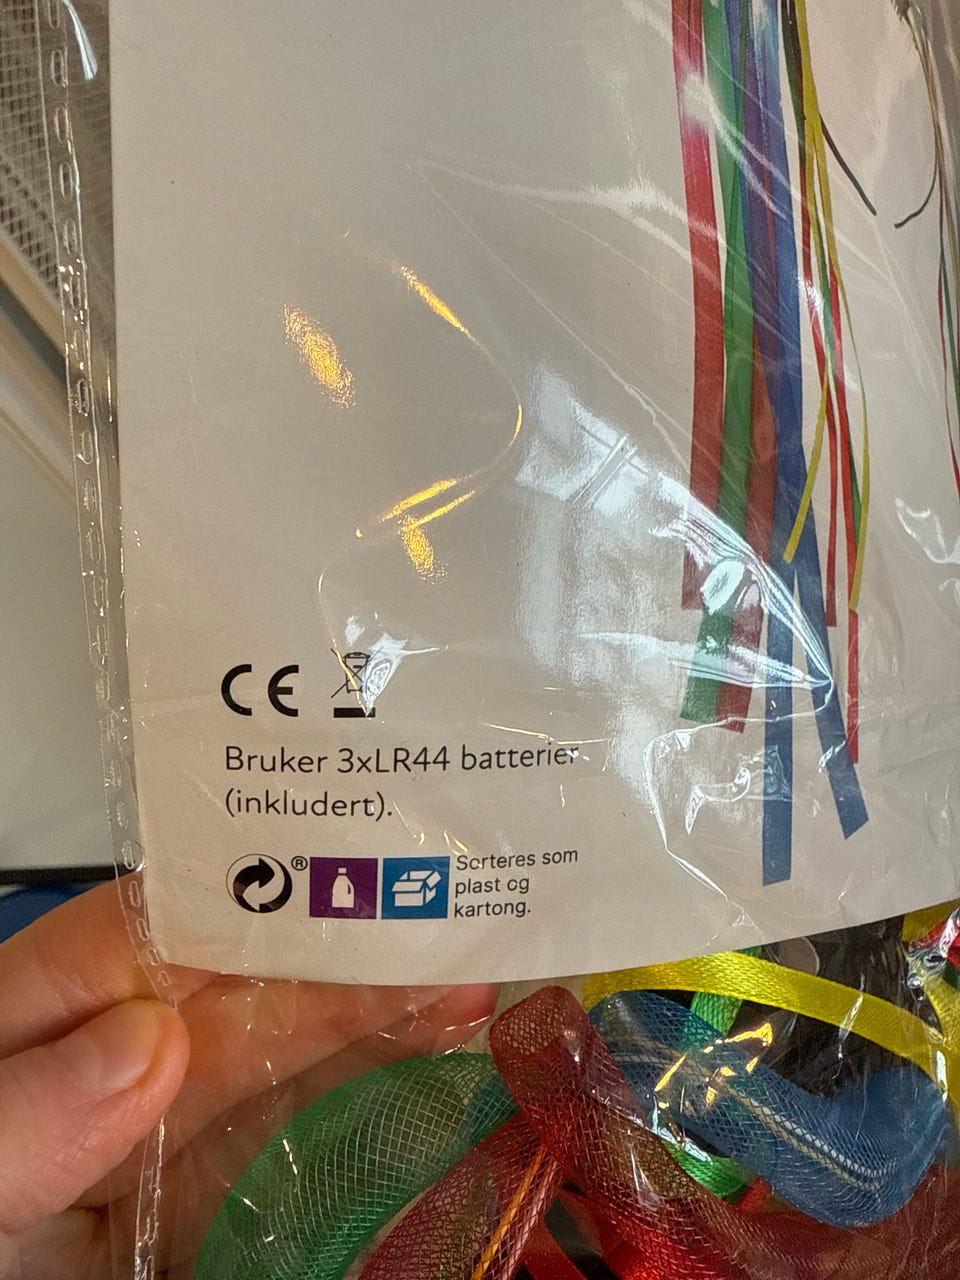 CE
Bruker 3xLR44 batterier
(inkludert).
®
Sorteres som
plast og
kartong.